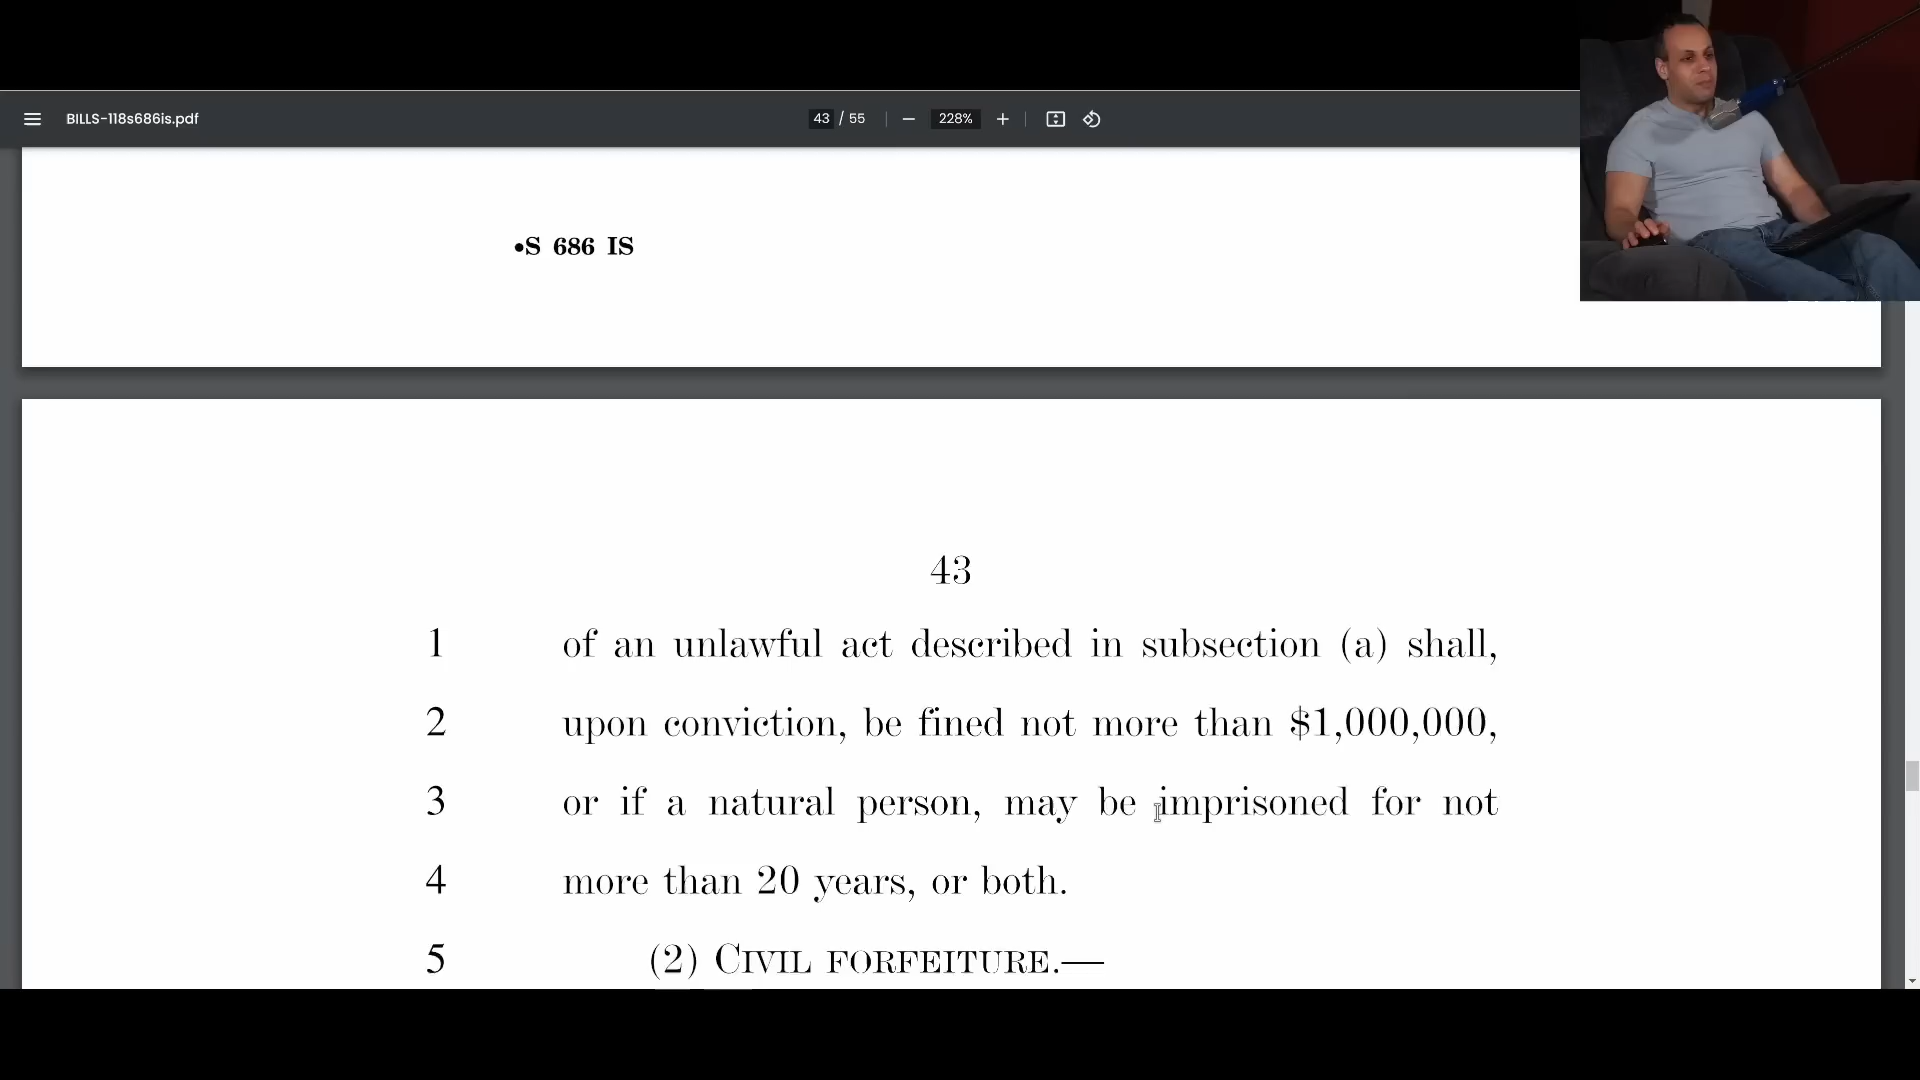 BILLS-118s686is.pdf
43 / 55
228%
•S 686 IS
43
1 of an unlawful act described in subsection (a) shall,
2 upon conviction, be fined not more than $1,000,000,
3 or if a natural person, may be imprisoned for not
4 more than 20 years, or both.
5 (2) CIVIL FORFEITURE.—